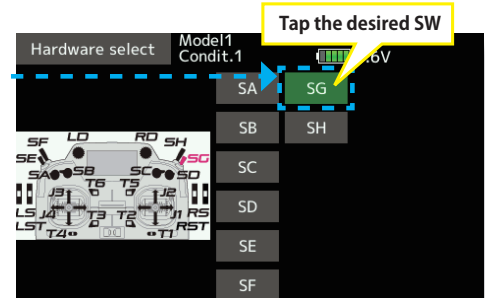 Tap the desired SW
Hardware select
Model1
Condit.1
6V
SA SG
SB SH
SC
SD
SE
SF
SF LD RD SH
SE SG
SA SB SC SD
T6 T5
J3 J2
LS J4 T3 T2 J1 RS
LST T4 T1 RST